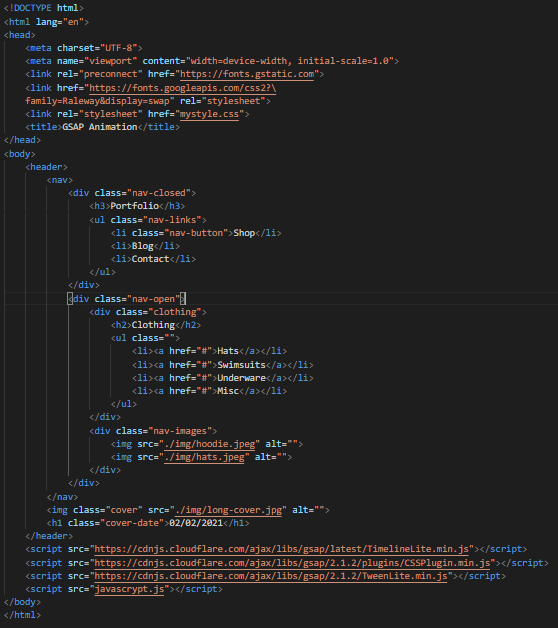 <!DOCTYPE html>
<html lang="en">
<head>
    <meta charset="UTF-8">
    <meta name="viewport" content="width=device-width, initial-scale=1.0">
    <link rel="preconnect" href="https://fonts.gstatic.com">
    <link href="https://fonts.googleapis.com/css2?\
    family=Raleway&display=swap" rel="stylesheet">
    <link rel="stylesheet" href="mystyle.css">
    <title>GSAP Animation</title>
</head>
<body>
    <header>
        <nav>
            <div class="nav-closed">
                <h3>Portfolio</h3>
                <ul class="nav-links">
                    <li class="nav-button">Shop</li>
                    <li>Blog</li>
                    <li>Contact</li>
                </ul>
            </div>
            <div class="nav-open">
                <div class="clothing">
                    <h2>Clothing</h2>
                    <ul class="">
                        <li><a href="#">Hats</a></li>
                        <li><a href="#">Swimsuits</a></li>
                        <li><a href="#">Underware</a></li>
                        <li><a href="#">Misc</a></li>
                    </ul>
                </div>
                <div class="nav-images">
                    <img src="./img/hoodie.jpeg" alt="">
                    <img src="./img/hats.jpeg" alt="">
                </div>
            </div>
        </nav>
        <img class="cover" src="./img/long-cover.jpg" alt="">
        <h1 class="cover-date">02/02/2021</h1>
    </header>
    <script src="https://cdnjs.cloudflare.com/ajax/libs/gsap/latest/TimelineLite.min.js"></script>
    <script src="https://cdnjs.cloudflare.com/ajax/libs/gsap/2.1.2/plugins/CSSPlugin.min.js"></script>
    <script src="https://cdnjs.cloudflare.com/ajax/libs/gsap/2.1.2/TweenLite.min.js"></script>
    <script src="javascrypt.js"></script>
</body>
</html>